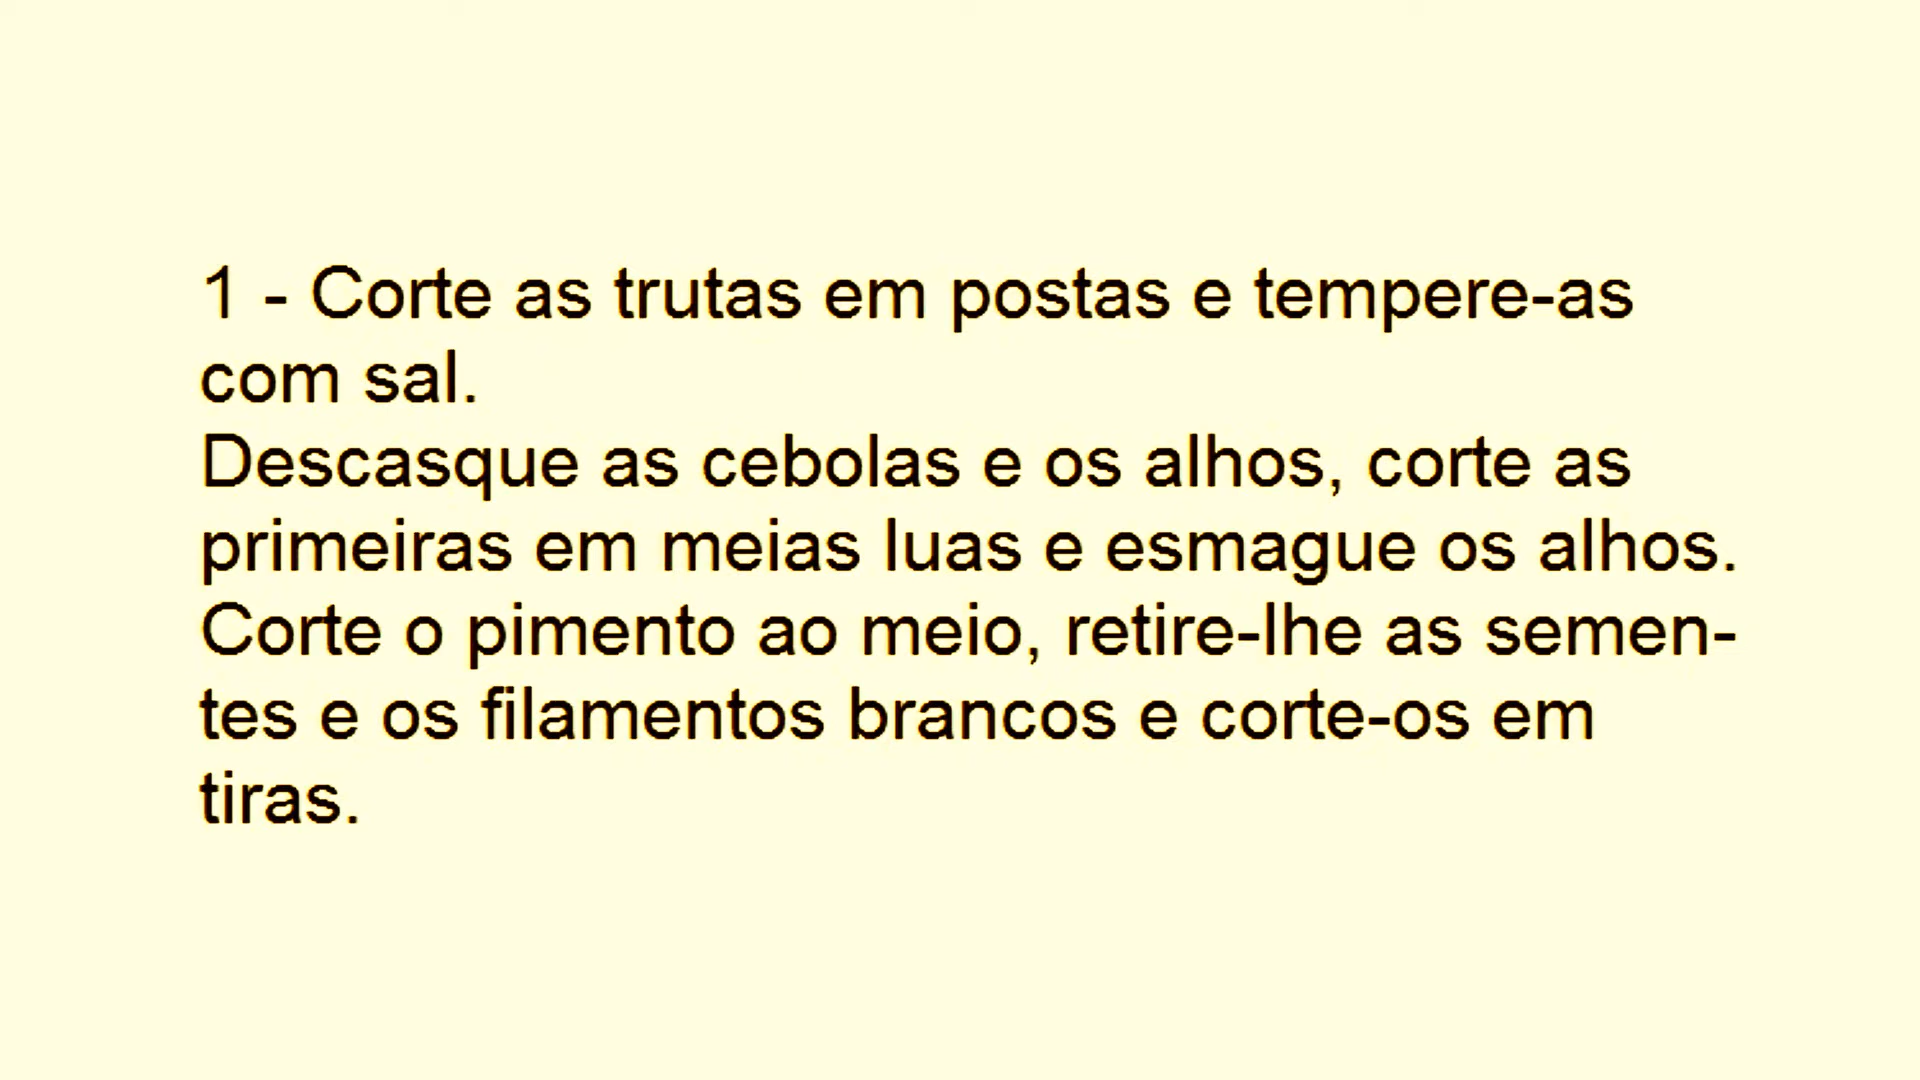 1 - Corte as trutas em postas e tempere-as
com sal.
Descasque as cebolas e os alhos, corte as
primeiras em meias luas e esmague os alhos.
Corte o pimento ao meio, retire-lhe as semen-
tes e os filamentos brancos e corte-os em
tiras.